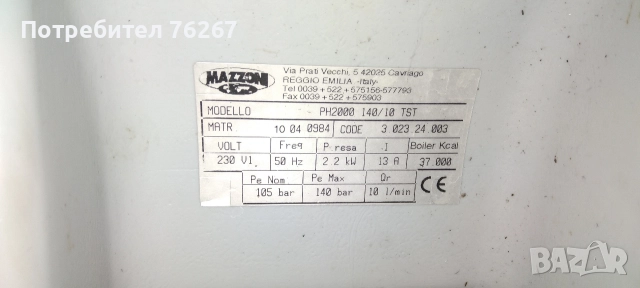 Портрет 76267
MAZZONI
Via Prati Vecchi, 5 42025 Cavriago
REGGIO EMILIA -Italy-
Tel 0039 + 522 + 575156-577793
Fax 0039 + 522 + 575903
MODELLO PH2000 140/10 TST
MATR 10 04 0984 CODE 3 023 24 003
VOLT Freq P resa I Boiler Kcal
230 V1 50 Hz 2 2 kW 13 A 37.000
Pe Nom Pe Max Qr
105 bar 140 bar 10 l/min CE
BAZAR